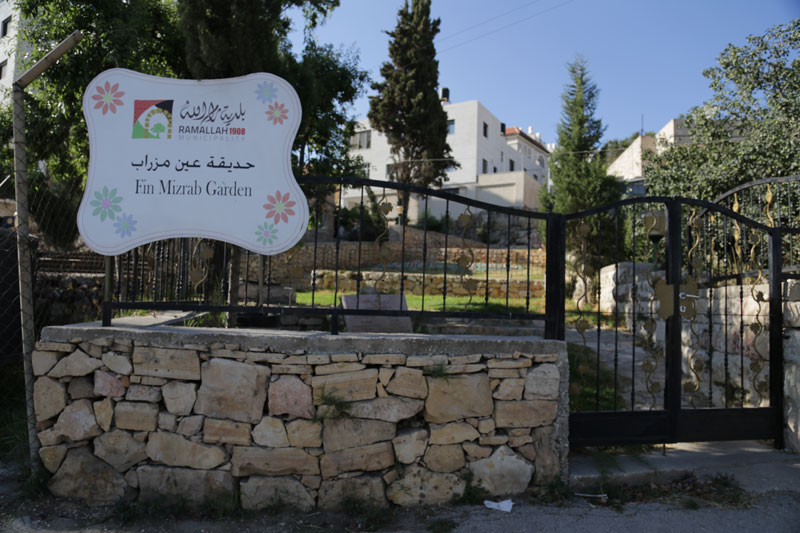 بلدية رام الله
RAMALLAH 1908
MUNICIPALITY
حديقة عين مزراب
Ein Mizrab Garden